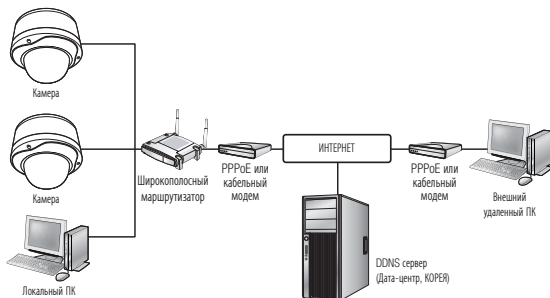 Камера
Камера
Локальный ПК
Широкополосный
маршрутизатор
PPPoE или
кабельный
модем
ИНТЕРНЕТ
DDNS сервер
(Дата-центр, КОРЕЯ)
PPPoE или
кабельный
модем
Внешний
удаленный ПК